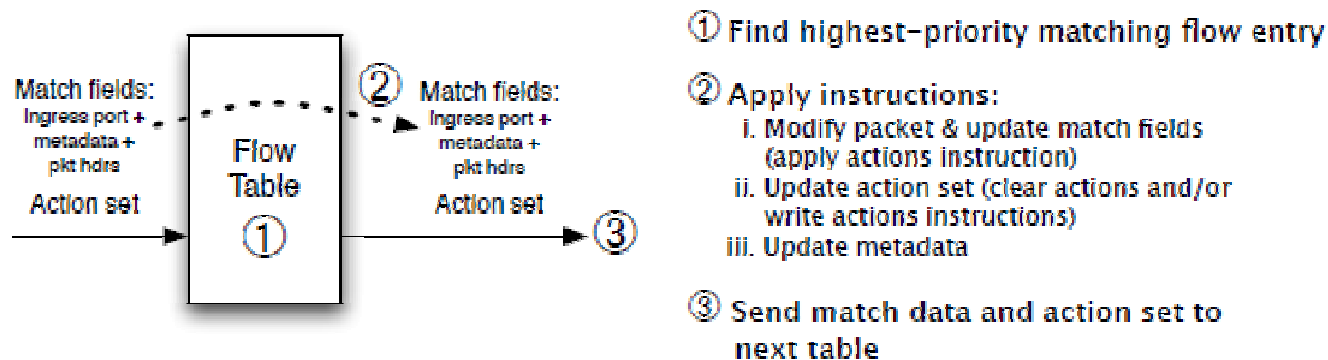 Match fields:
Ingress port +
metadata +
pkt hdrs
Action set
Flow
Table
①
②
Match fields:
Ingress port +
metadata +
pkt hdrs
Action set
③
① Find highest-priority matching flow entry
② Apply instructions:
i. Modify packet & update match fields
(apply actions instruction)
ii. Update action set (clear actions and/or
write actions instructions)
iii. Update metadata
③ Send match data and action set to
next table